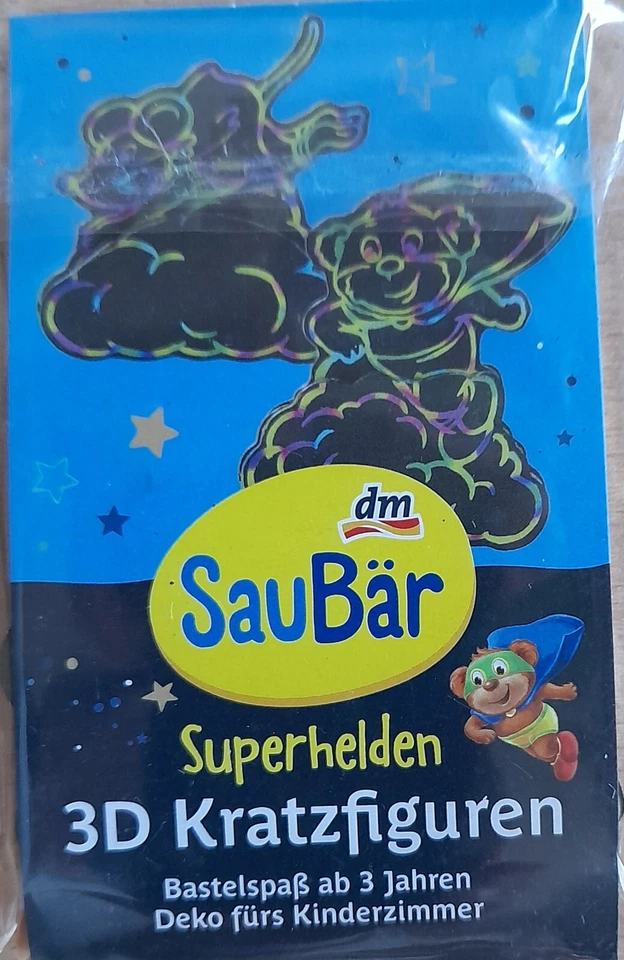 dm
SauBär
Superhelden
3D Kratzfiguren
Bastelspaß ab 3 Jahren
Deko fürs Kinderzimmer